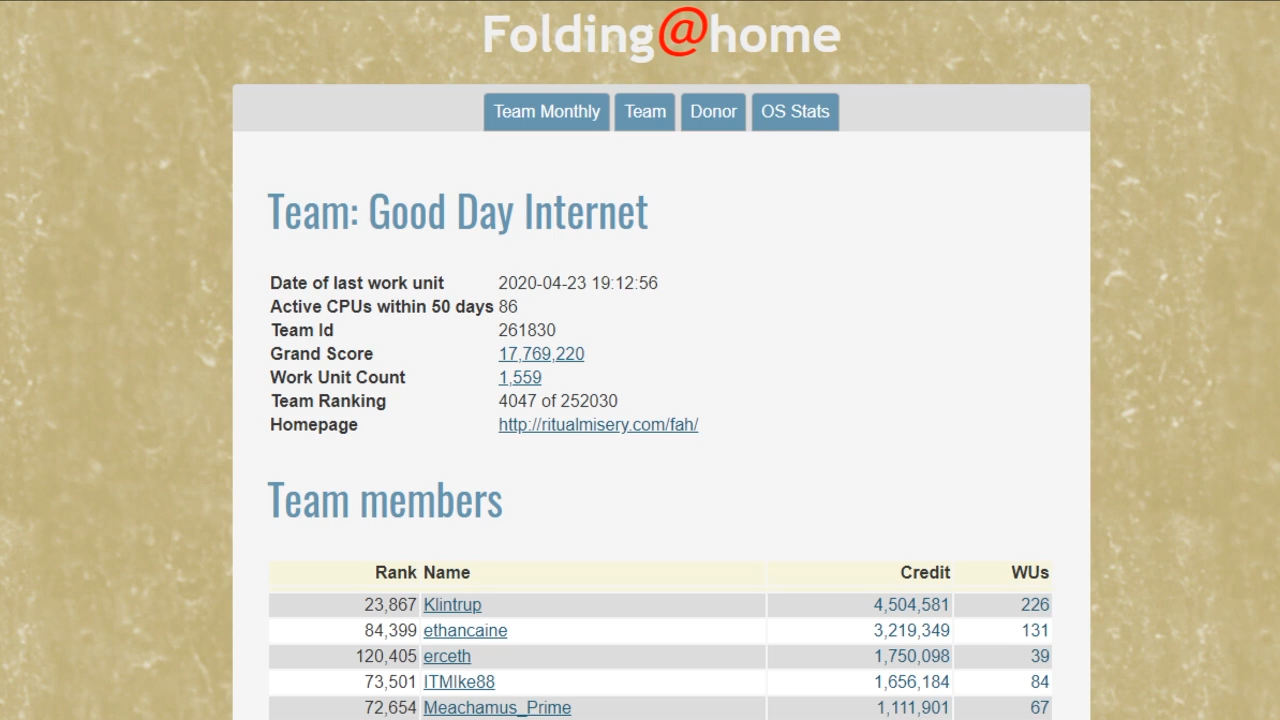 Folding@home
Team Monthly Team Donor OS Stats
Team: Good Day Internet
Date of last work unit 2020-04-23 19:12:56
Active CPUs within 50 days 86
Team Id 261830
Grand Score 17,769,220
Work Unit Count 1,559
Team Ranking 4047 of 252030
Homepage http://ritualmisery.com/fah/
Team members
Rank Name Credit WUs
23,867 Klintrup 4,504,581 226
84,399 ethancaine 3,219,349 131
120,405 erceth 1,750,098 39
73,501 ITMIke88 1,656,184 84
72,654 Meachamus_Prime 1,111,901 67